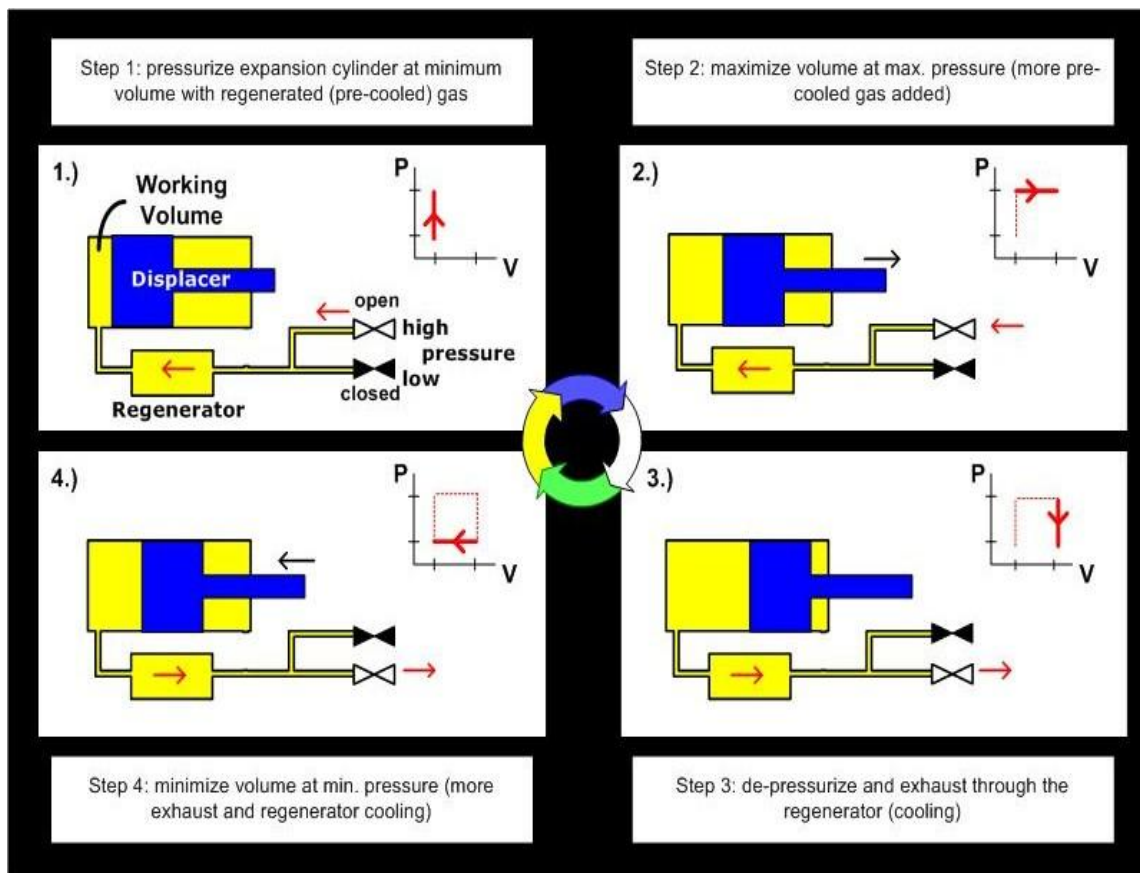 Step 1: pressurize expansion cylinder at minimum
volume with regenerated (pre-cooled) gas
Step 2: maximize volume at max. pressure (more pre-
cooled gas added)
1.)
Working
Volume
P
V
Displacer
open
high
pressure
low
closed
Regenerator
2.)
P
V
4.)
P
V
3.)
P
V
Step 4: minimize volume at min. pressure (more
exhaust and regenerator cooling)
Step 3: de-pressurize and exhaust through the
regenerator (cooling)